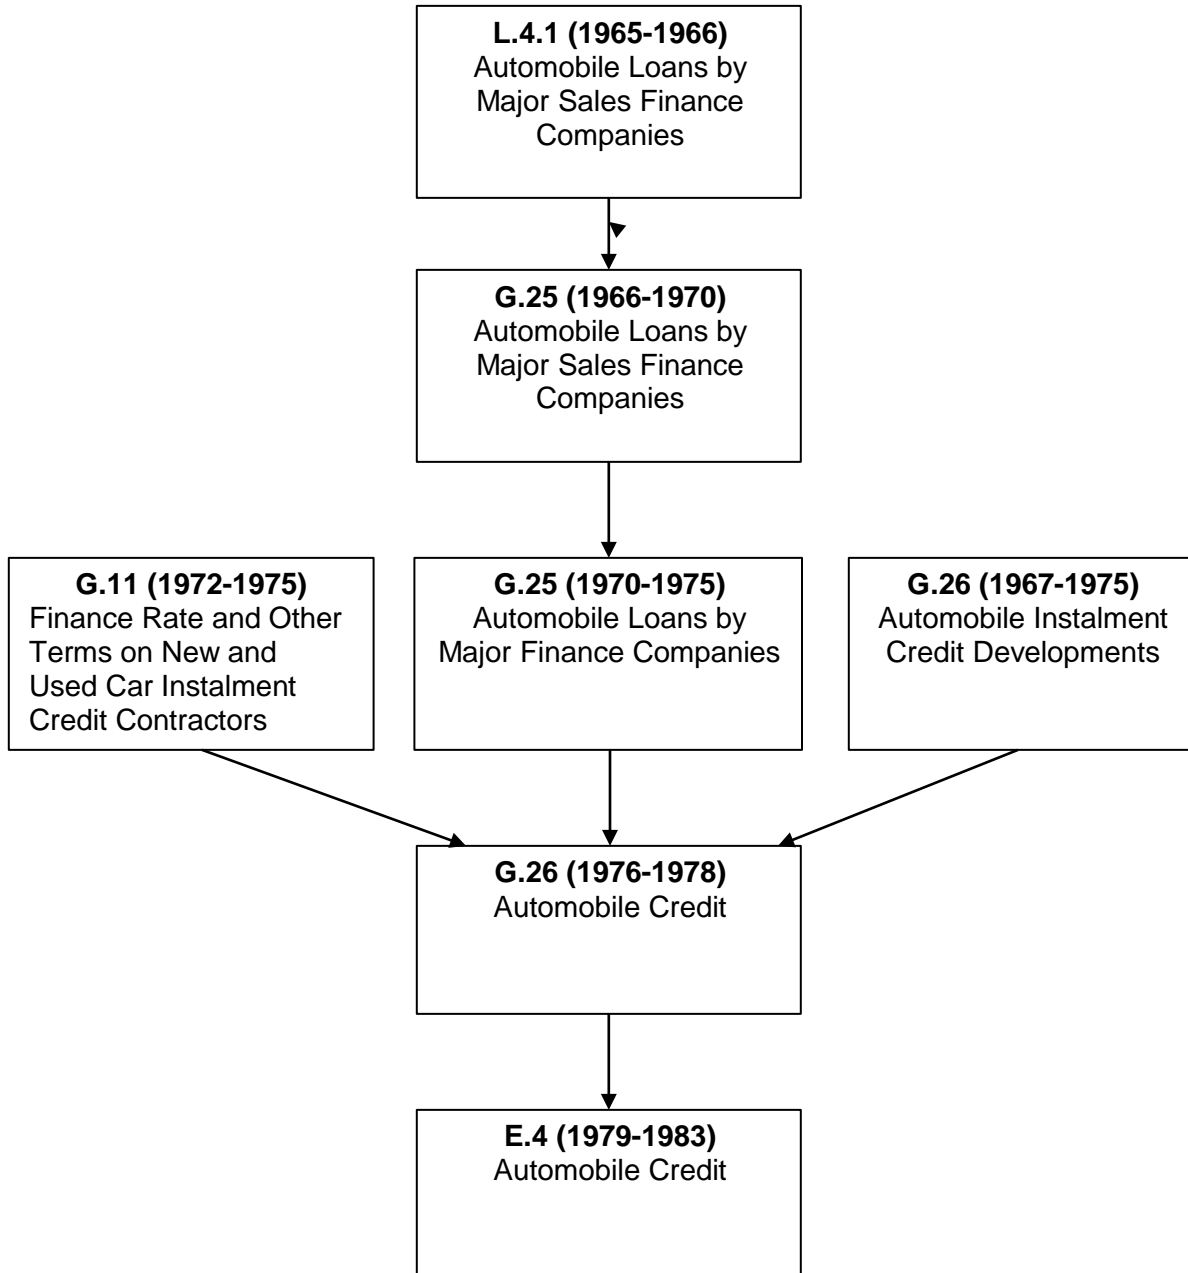 L.4.1 (1965-1966)
Automobile Loans by
Major Sales Finance
Companies
G.25 (1966-1970)
Automobile Loans by
Major Sales Finance
Companies
G.11 (1972-1975)
Finance Rate and Other
Terms on New and
Used Car Instalment
Credit Contractors
G.25 (1970-1975)
Automobile Loans by
Major Finance Companies
G.26 (1967-1975)
Automobile Instalment
Credit Developments
G.26 (1976-1978)
Automobile Credit
E.4 (1979-1983)
Automobile Credit